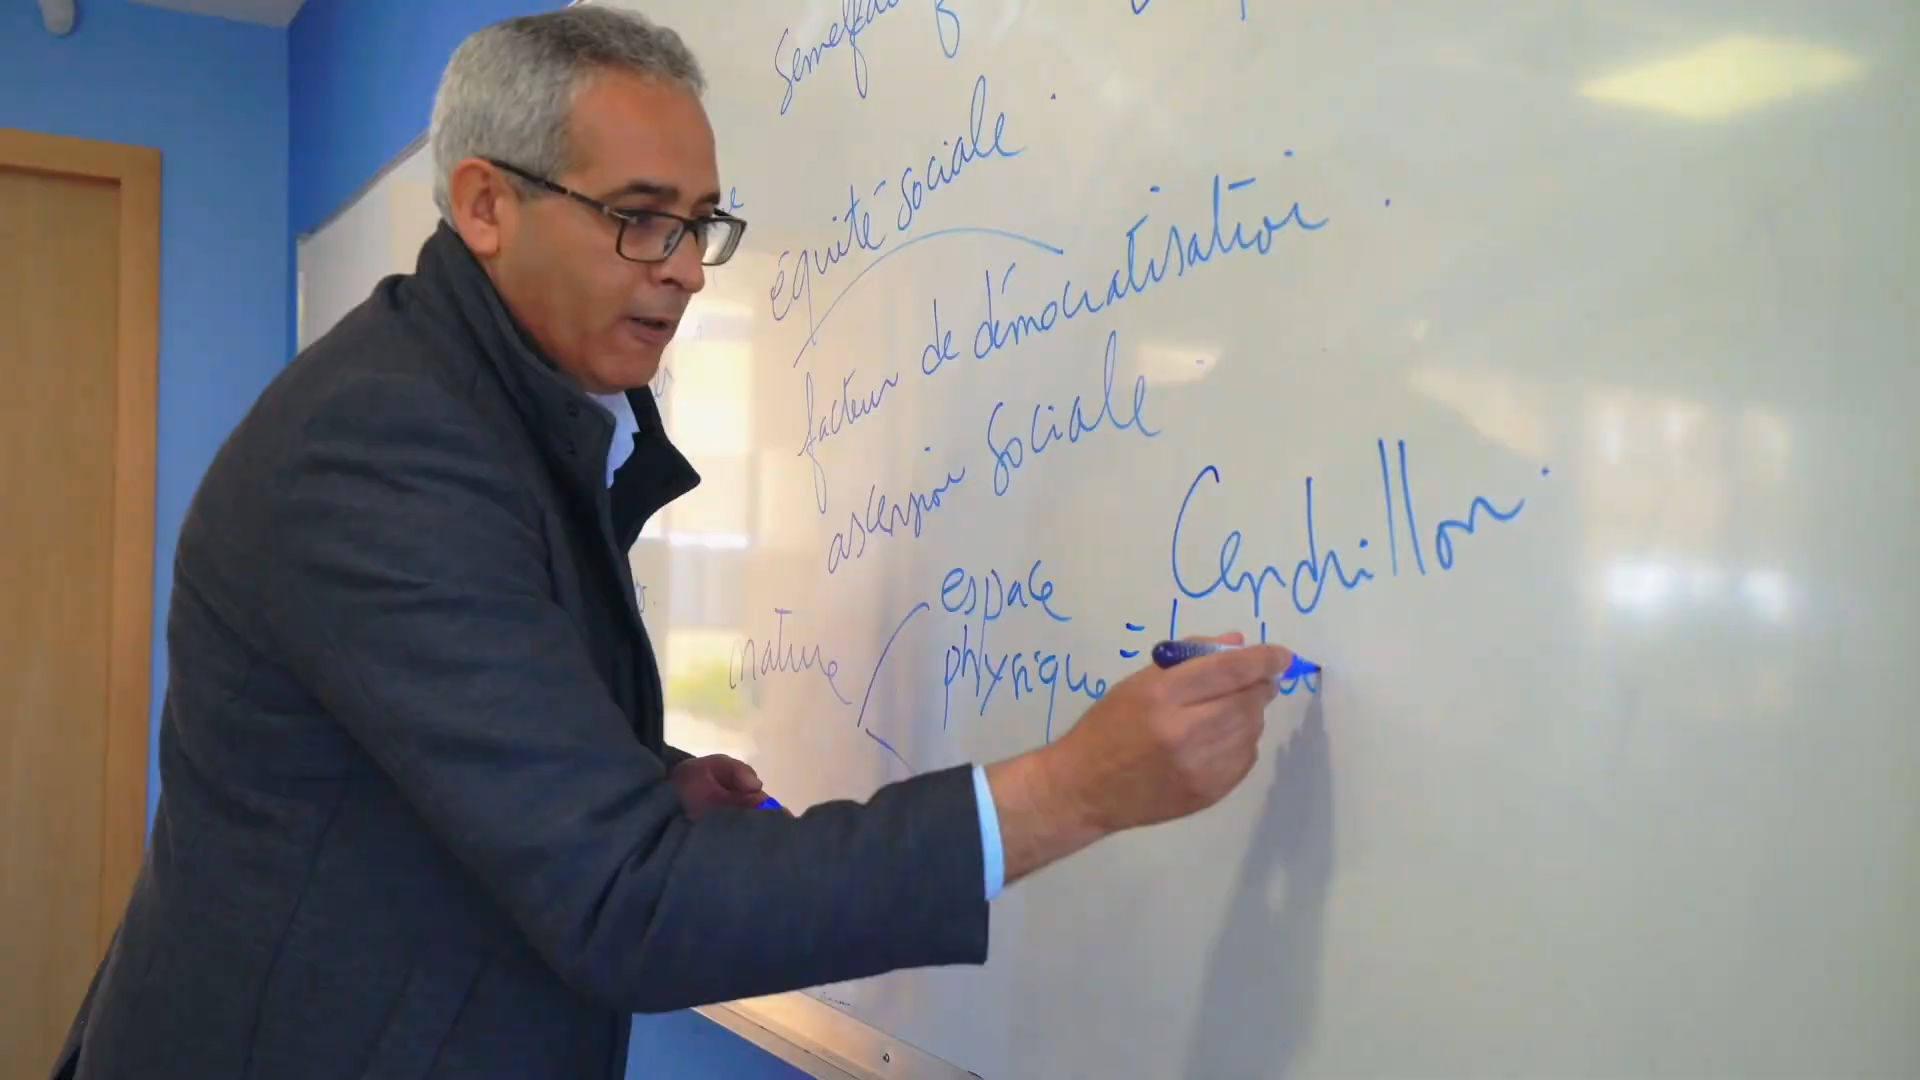 équité sociale.
facteur de démocratisation.
ascension sociale.
Cendrillon.
nature
espace
physique =